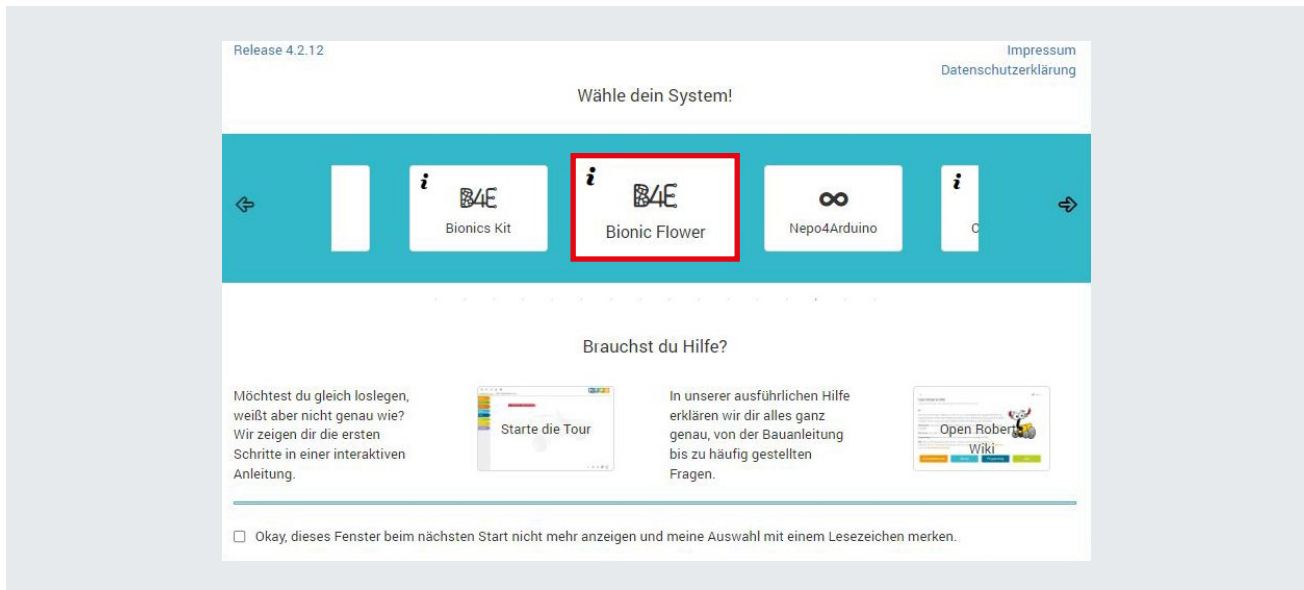 Release 4.2.12
Impressum
Datenschutzerklärung
Wähle dein System!
i
B4E
Bionics Kit
i
B4E
Bionic Flower
Nepo4Arduino
i
Brauchst du Hilfe?
Möchtest du gleich loslegen,
weißt aber nicht genau wie?
Wir zeigen dir die ersten
Schritte in einer interaktiven
Anleitung.
Starte die Tour
In unserer ausführlichen Hilfe
erklären wir dir alles ganz
genau, von der Bauanleitung
bis zu häufig gestellten
Fragen.
Open Roberta
Wiki
Okay, dieses Fenster beim nächsten Start nicht mehr anzeigen und meine Auswahl mit einem Lesezeichen merken.